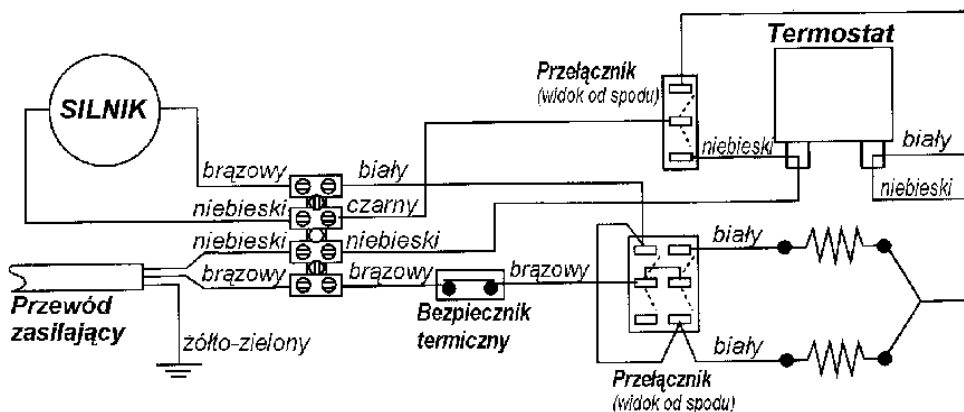 Termostat
Przełącznik
(widok od spodu)
SILNIK
niebieski
biały
brązowy
biały
niebieski
niebieski
czarny
niebieski
niebieski
biały
brązowy
brązowy
brązowy
Przewód
zasilający
Bezpiecznik
termiczny
żółto-zielony
biały
Przełącznik
(widok od spodu)